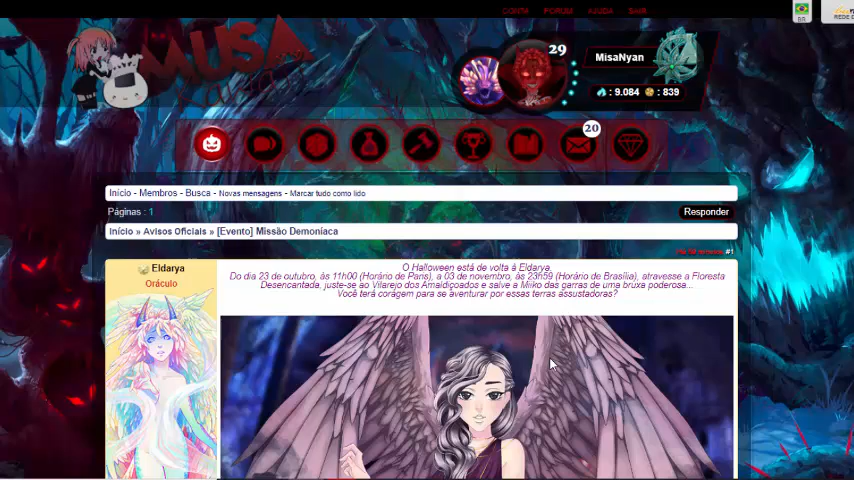 CONTA FORUM AJUDA SAIR
BR
REDE
MUSA
29
MisaNyan
: 9.084 : 839
20
Início - Membros - Busca - Novas mensagens - Marcar tudo como lido
Páginas : 1
Responder
Início » Avisos Oficiais » [Evento] Missão Demoníaca
#1
Eldarya
Oráculo
O Halloween está de volta à Eldarya.
Do dia 23 de outubro, às 11h00 (Horário de Paris), a 03 de novembro, às 23h59 (Horário de Brasília), atravesse a Floresta
Desencantada, juste-se ao Vilarejo dos Amaldiçoados e salve a Miiko das garras de uma bruxa poderosa...
Você terá coragem para se aventurar por essas terras assustadoras?